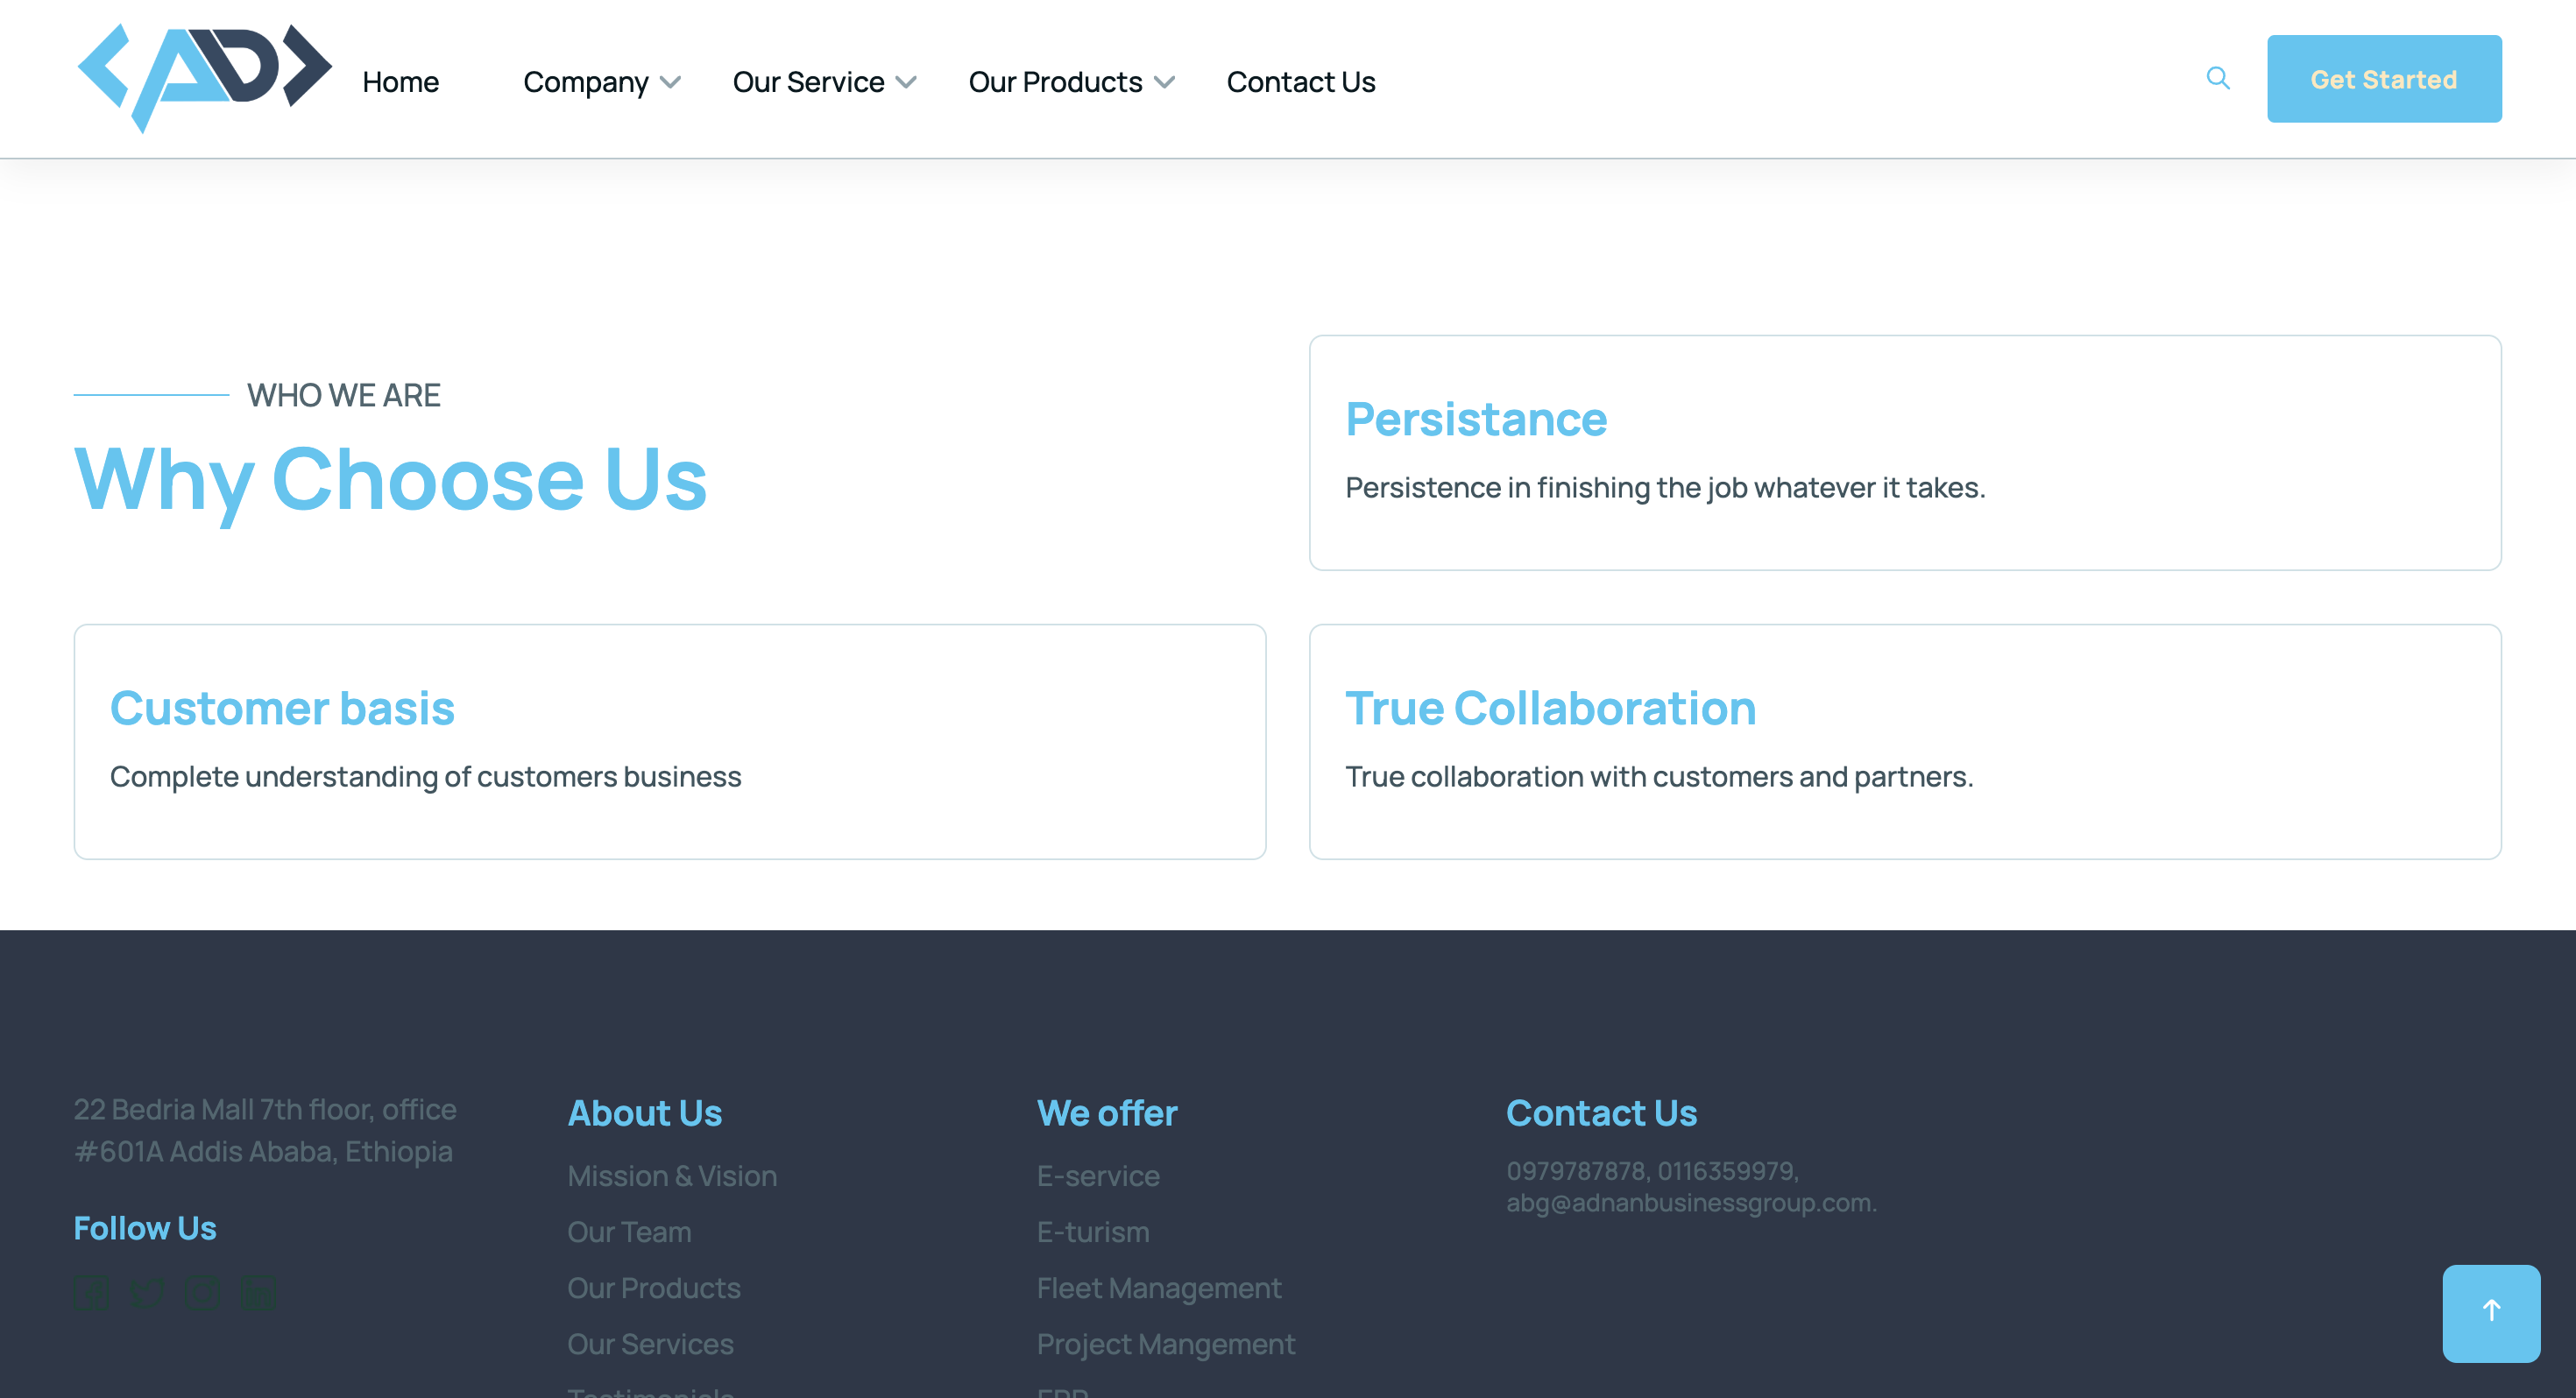 Home Company Our Service Our Products Contact Us Get Started
WHO WE ARE
Why Choose Us
Persistance
Persistence in finishing the job whatever it takes.
Customer basis
Complete understanding of customers business
True Collaboration
True collaboration with customers and partners.
22 Bedria Mall 7th floor, office
#601A Addis Ababa, Ethiopia
Follow Us
About Us
Mission & Vision
Our Team
Our Products
Our Services
Testimonials
We offer
E-service
E-turism
Fleet Management
Project Mangement
ERP
Contact Us
0979787878, 0116359979,
abg@adnanbusinessgroup.com.